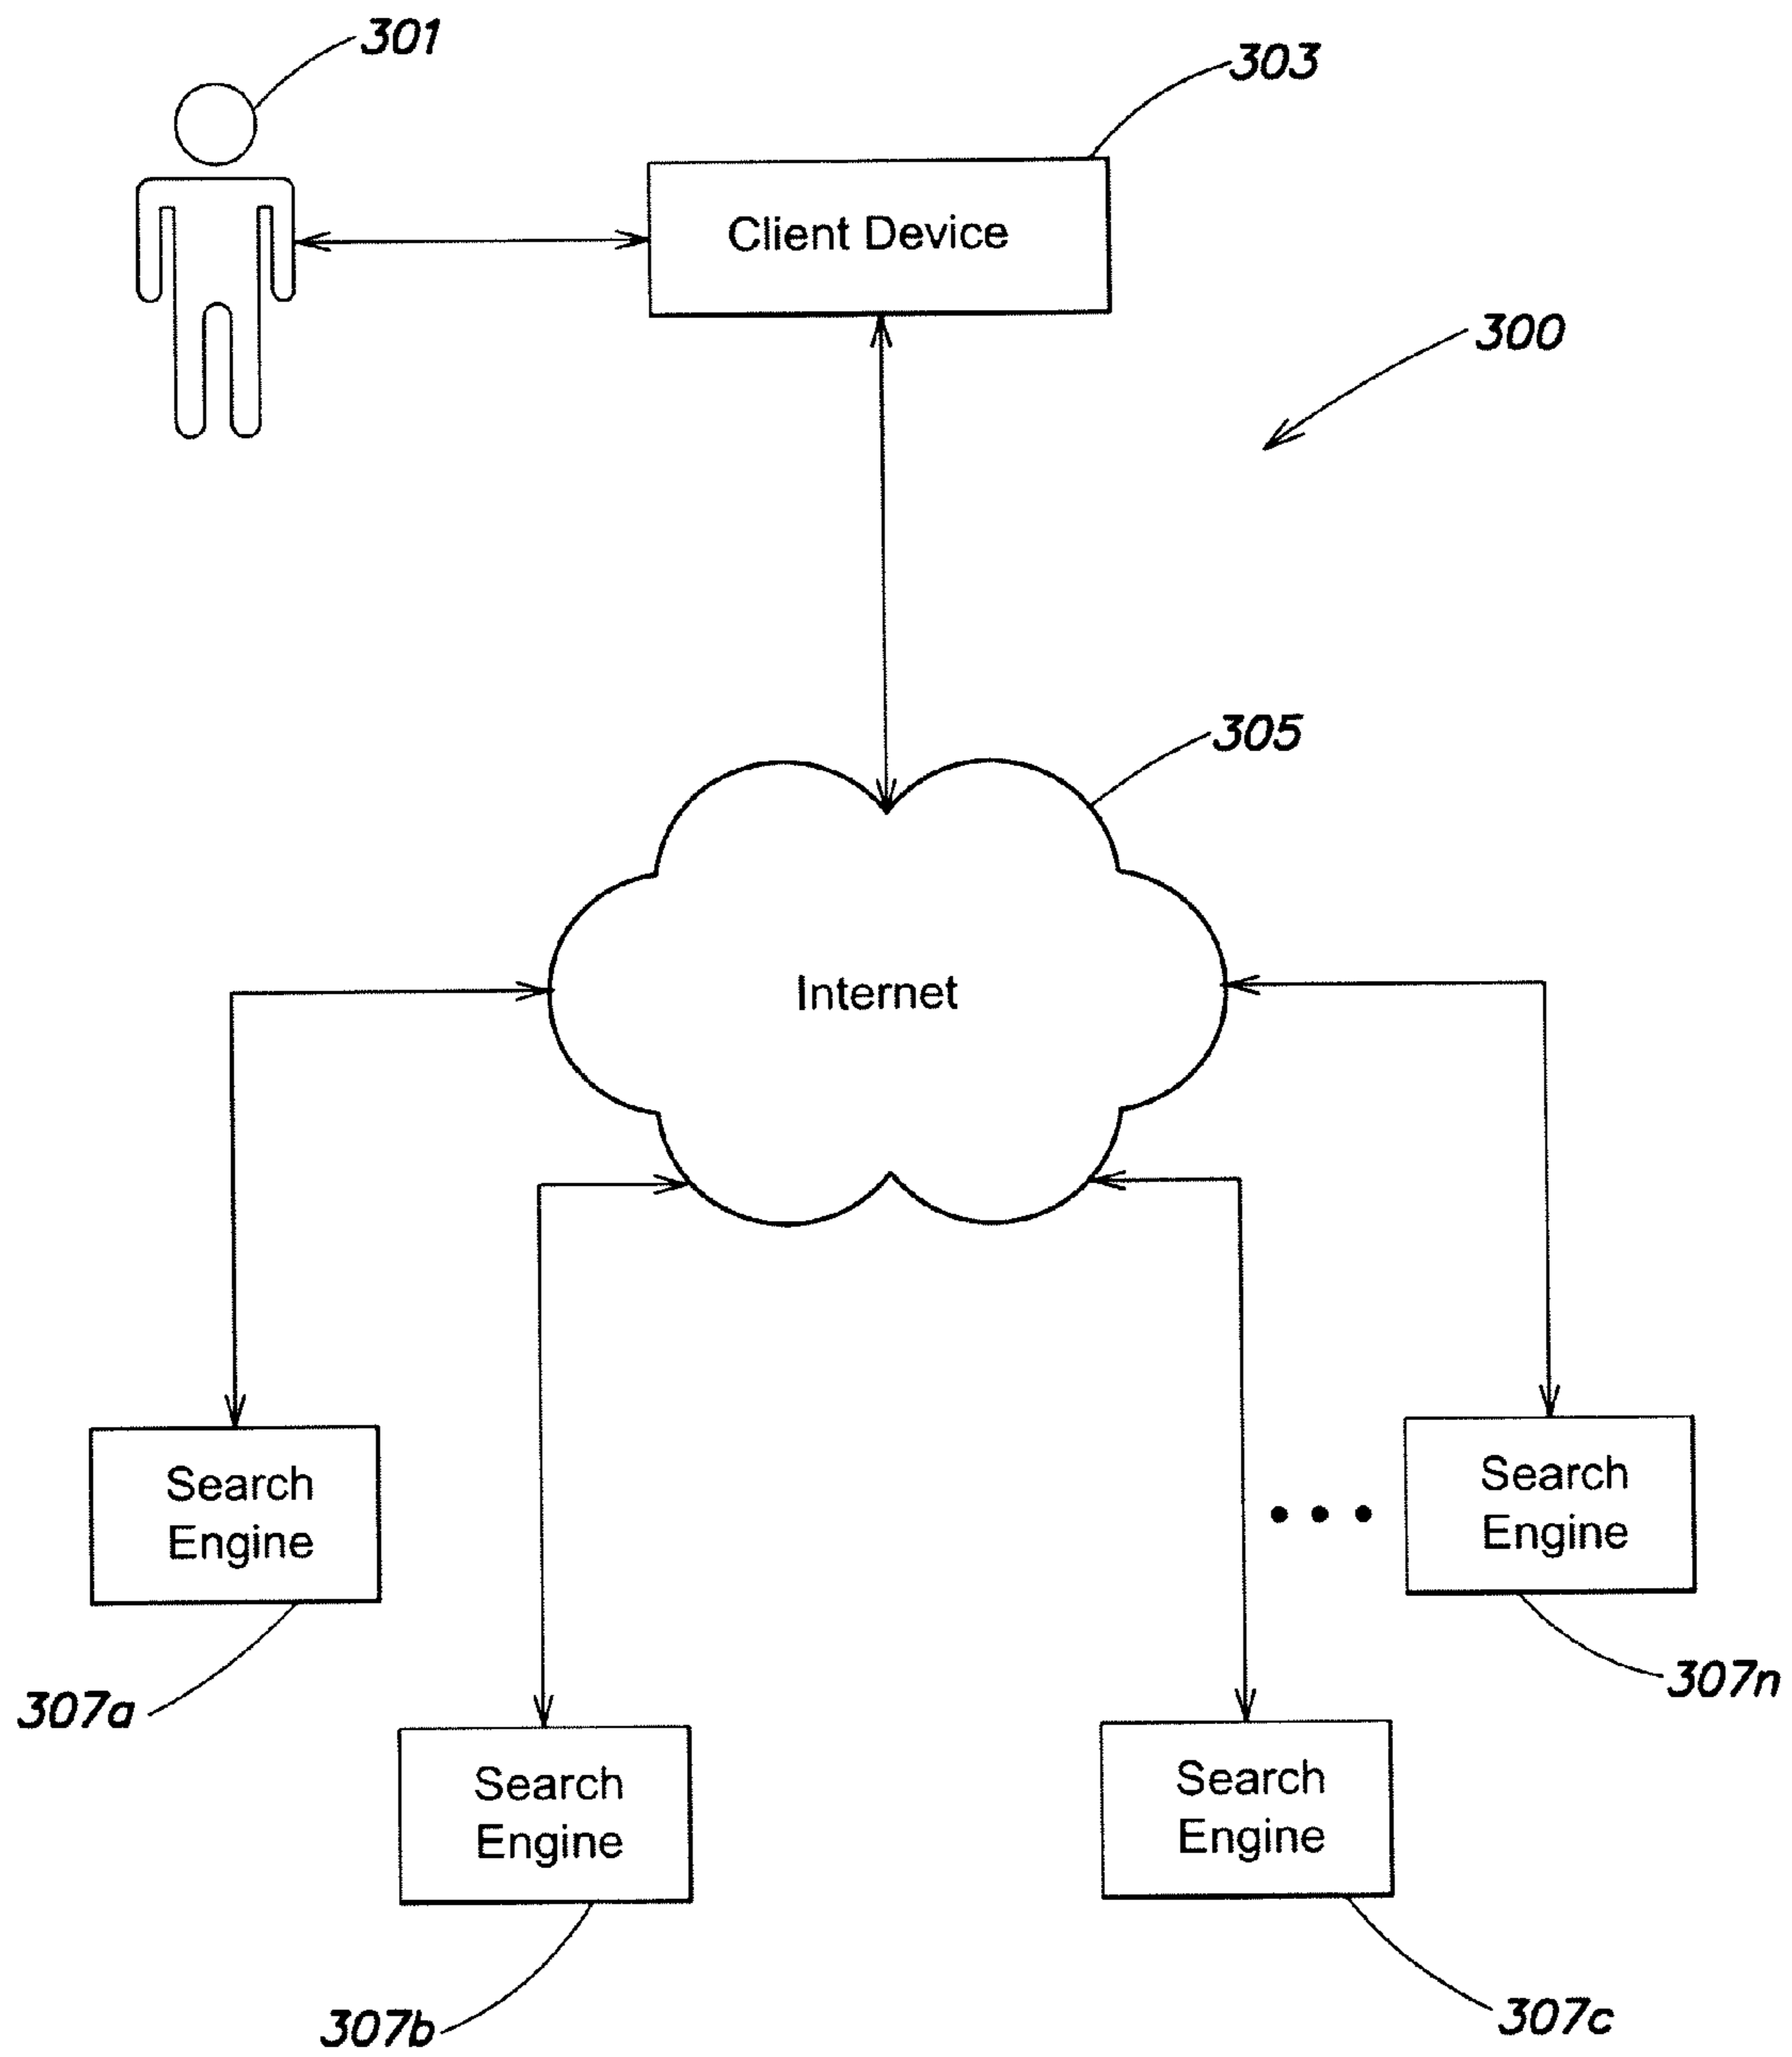 301
303
Client Device
300
305
Internet
Search
Engine
307a
Search
Engine
307b
Search
Engine
307c
Search
Engine
307n